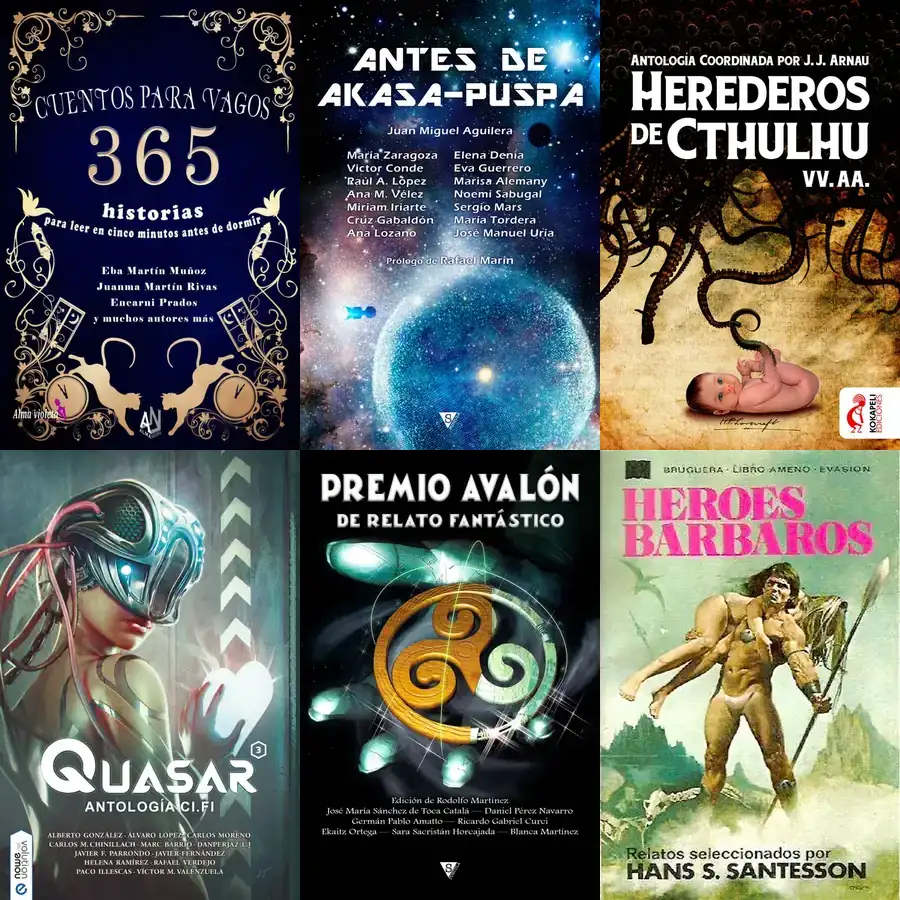 CUENTOS PARA VAGOS
365
historias
para leer en cinco minutos antes de dormir
Eba Martín Muñoz
Juanma Martín Rivas
Encarni Prados
y muchos autores más
Alma violeta
AN
ANTES DE
AKASA-PUSPA
Juan Miguel Aguilera
María Zaragoza
Víctor Conde
Raúl A. López
Ana M. Vélez
Miriam Iriarte
Cruz Gabaldón
Ana Lozano
Elena Denia
Eva Guerrero
Marisa Alemany
Noemí Sabugal
Sergio Mars
María Tordera
José Manuel Uría
Prólogo de Rafael Marín
S
ANTOLOGÍA COORDINADA POR J.J. ARNAU
HEREDEROS
DE CTHULHU
VV. AA.
KOKAPELI
EDICIONES
QUASAR
3
ANTOLOGÍA CI.FI
ALBERTO GONZÁLEZ · ÁLVARO LÓPEZ · CARLOS MORENO
CARLOS M. CHINILLACH · MARC BARRIO · DANPERJAZ L-J
JAVIER F. PARRONDO · JAVIER FERNÁNDEZ
HELENA RAMÍREZ · RAFAEL VERDEJO
PACO ILLESCAS · VÍCTOR M. VALENZUELA
nowe
volution
PREMIO AVALÓN
DE RELATO FANTÁSTICO
Edición de Rodolfo Martínez
José María Sánchez de Toca Catalá — Daniel Pérez Navarro
Germán Pablo Amatto — Ricardo Gabriel Curci
Ekaitz Ortega — Sara Sacristán Horcajada — Blanca Martínez
S
BRUGUERA · LIBRO AMENO · EVASION
HEROES
BARBAROS
Relatos seleccionados por
HANS S. SANTESSON